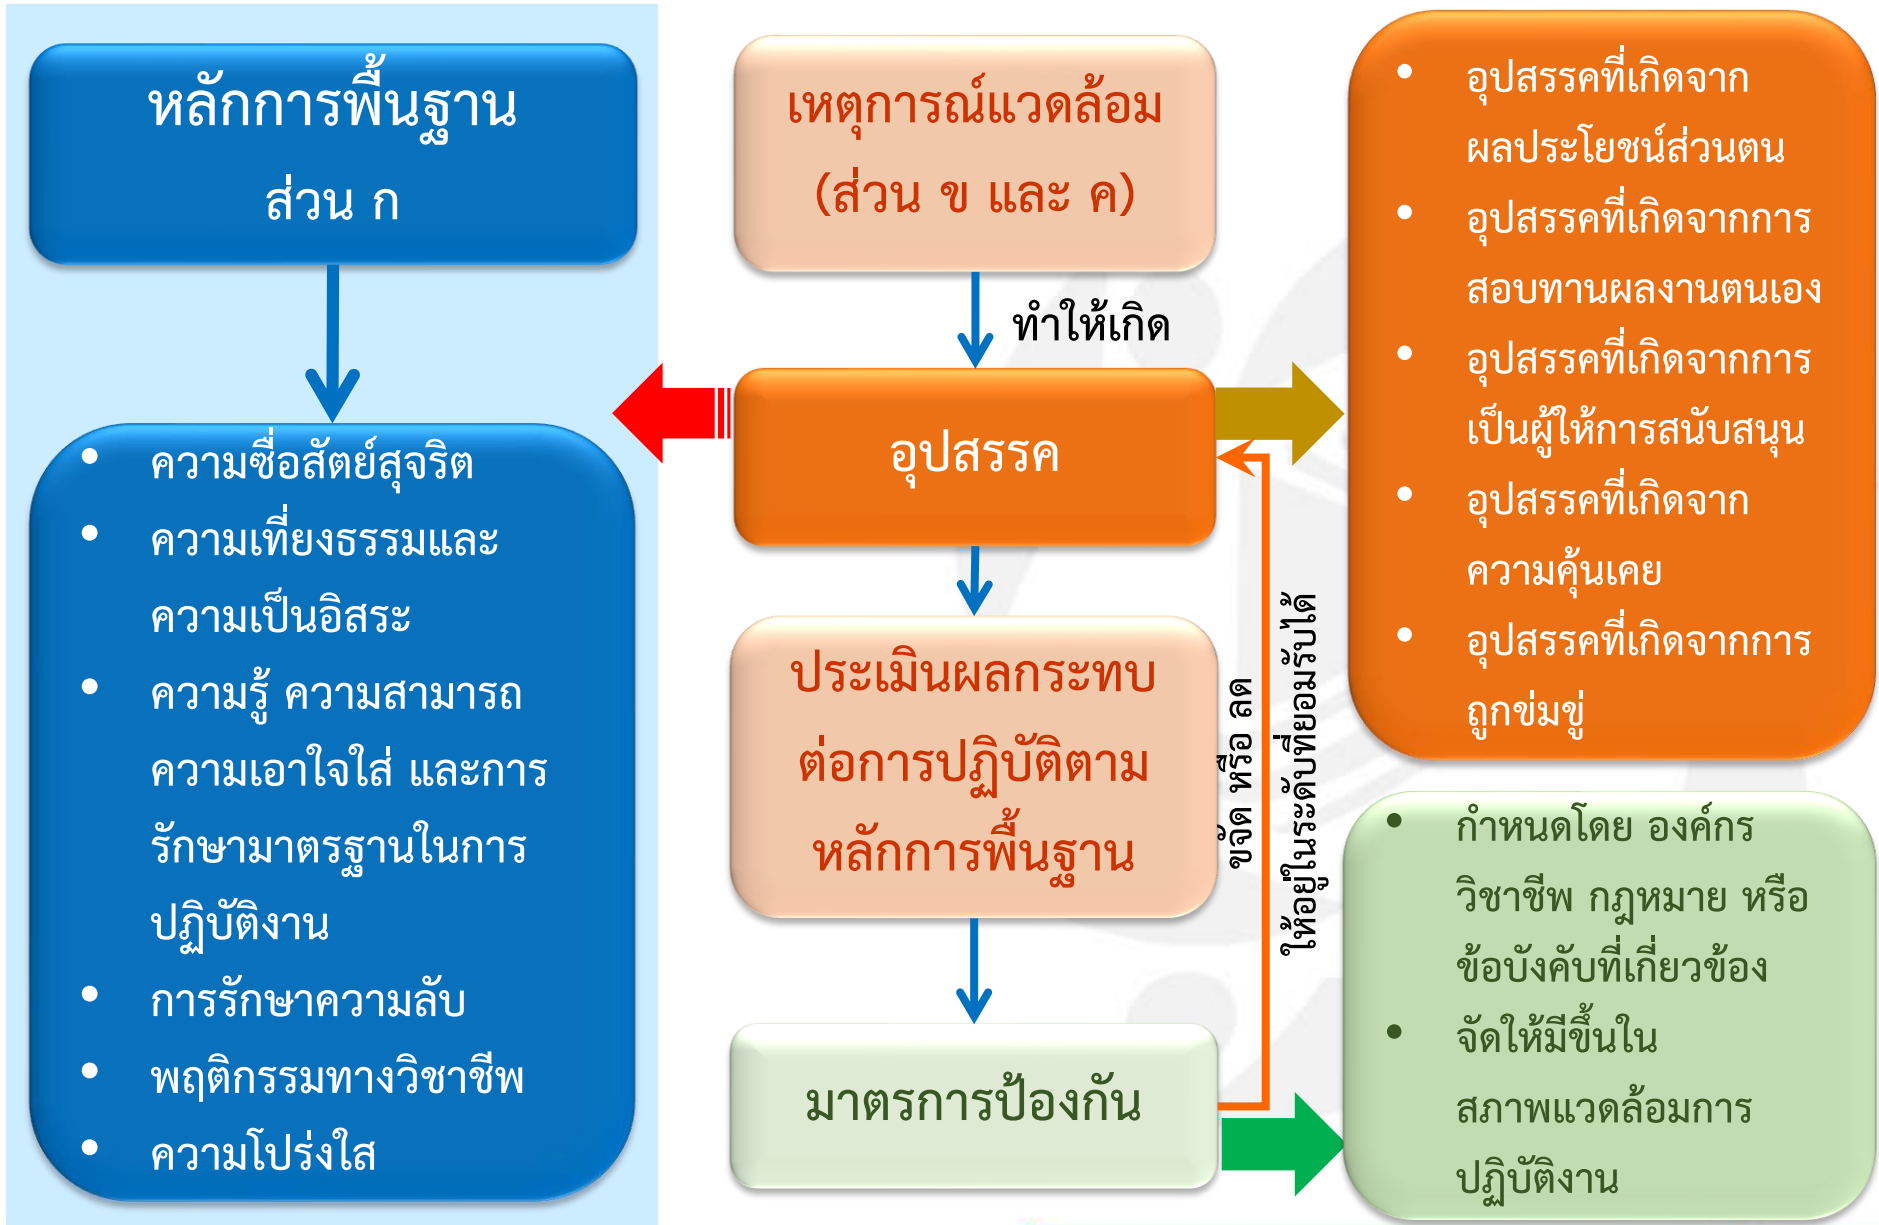 หลักการพื้นฐาน
ส่วน ก
• ความซื่อสัตย์สุจริต
• ความเที่ยงธรรมและ
ความเป็นอิสระ
• ความรู้ ความสามารถ
ความเอาใจใส่ และการ
รักษามาตรฐานในการ
ปฏิบัติงาน
• การรักษาความลับ
• พฤติกรรมทางวิชาชีพ
• ความโปร่งใส
เหตุการณ์แวดล้อม
(ส่วน ข และ ค)
ทำให้เกิด
อุปสรรค
ประเมินผลกระทบ
ต่อการปฏิบัติตาม
หลักการพื้นฐาน
มาตรการป้องกัน
ขจัด หรือ ลด
ให้อยู่ในระดับที่ยอมรับได้
• อุปสรรคที่เกิดจาก
ผลประโยชน์ส่วนตน
• อุปสรรคที่เกิดจากการ
สอบทานผลงานตนเอง
• อุปสรรคที่เกิดจากการ
เป็นผู้ให้การสนับสนุน
• อุปสรรคที่เกิดจาก
ความคุ้นเคย
• อุปสรรคที่เกิดจากการ
ถูกข่มขู่
• กำหนดโดย องค์กร
วิชาชีพ กฎหมาย หรือ
ข้อบังคับที่เกี่ยวข้อง
• จัดให้มีขึ้นใน
สภาพแวดล้อมการ
ปฏิบัติงาน